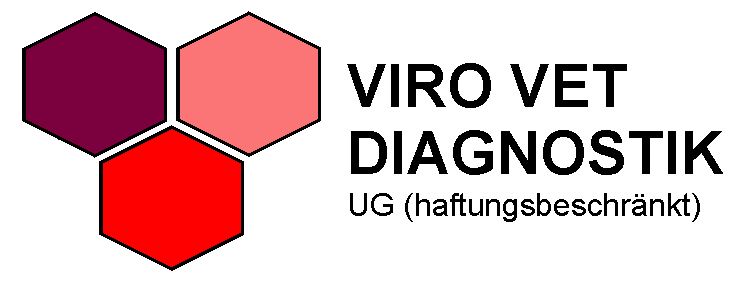 VIRO VET
DIAGNOSTIK
UG (haftungsbeschränkt)